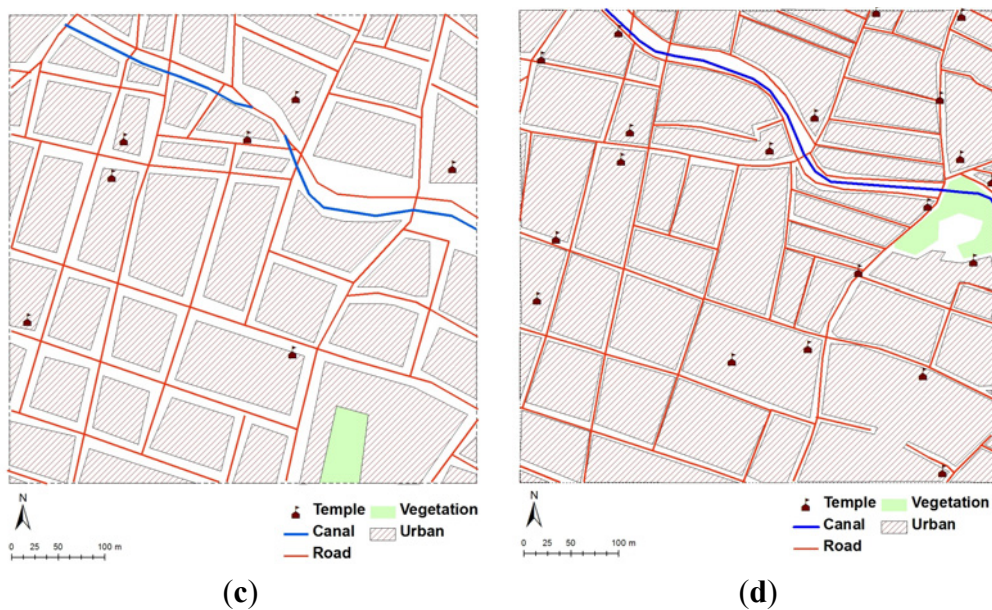 N
Temple Vegetation
Canal Urban
Road
0 25 50 100 m
(c)
N
Temple Vegetation
Canal Urban
Road
0 25 50 100 m
(d)